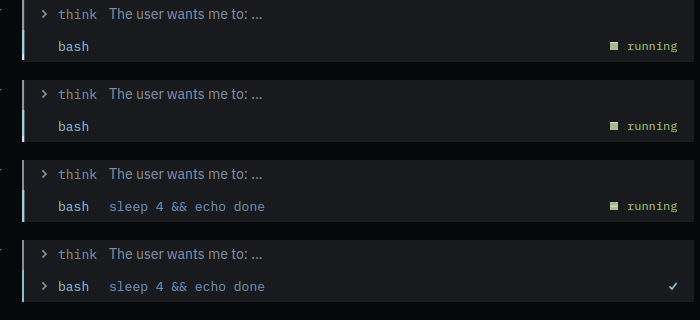 think The user wants me to: ...
bash running
think The user wants me to: ...
bash running
think The user wants me to: ...
bash sleep 4 && echo done running
think The user wants me to: ...
bash sleep 4 && echo done